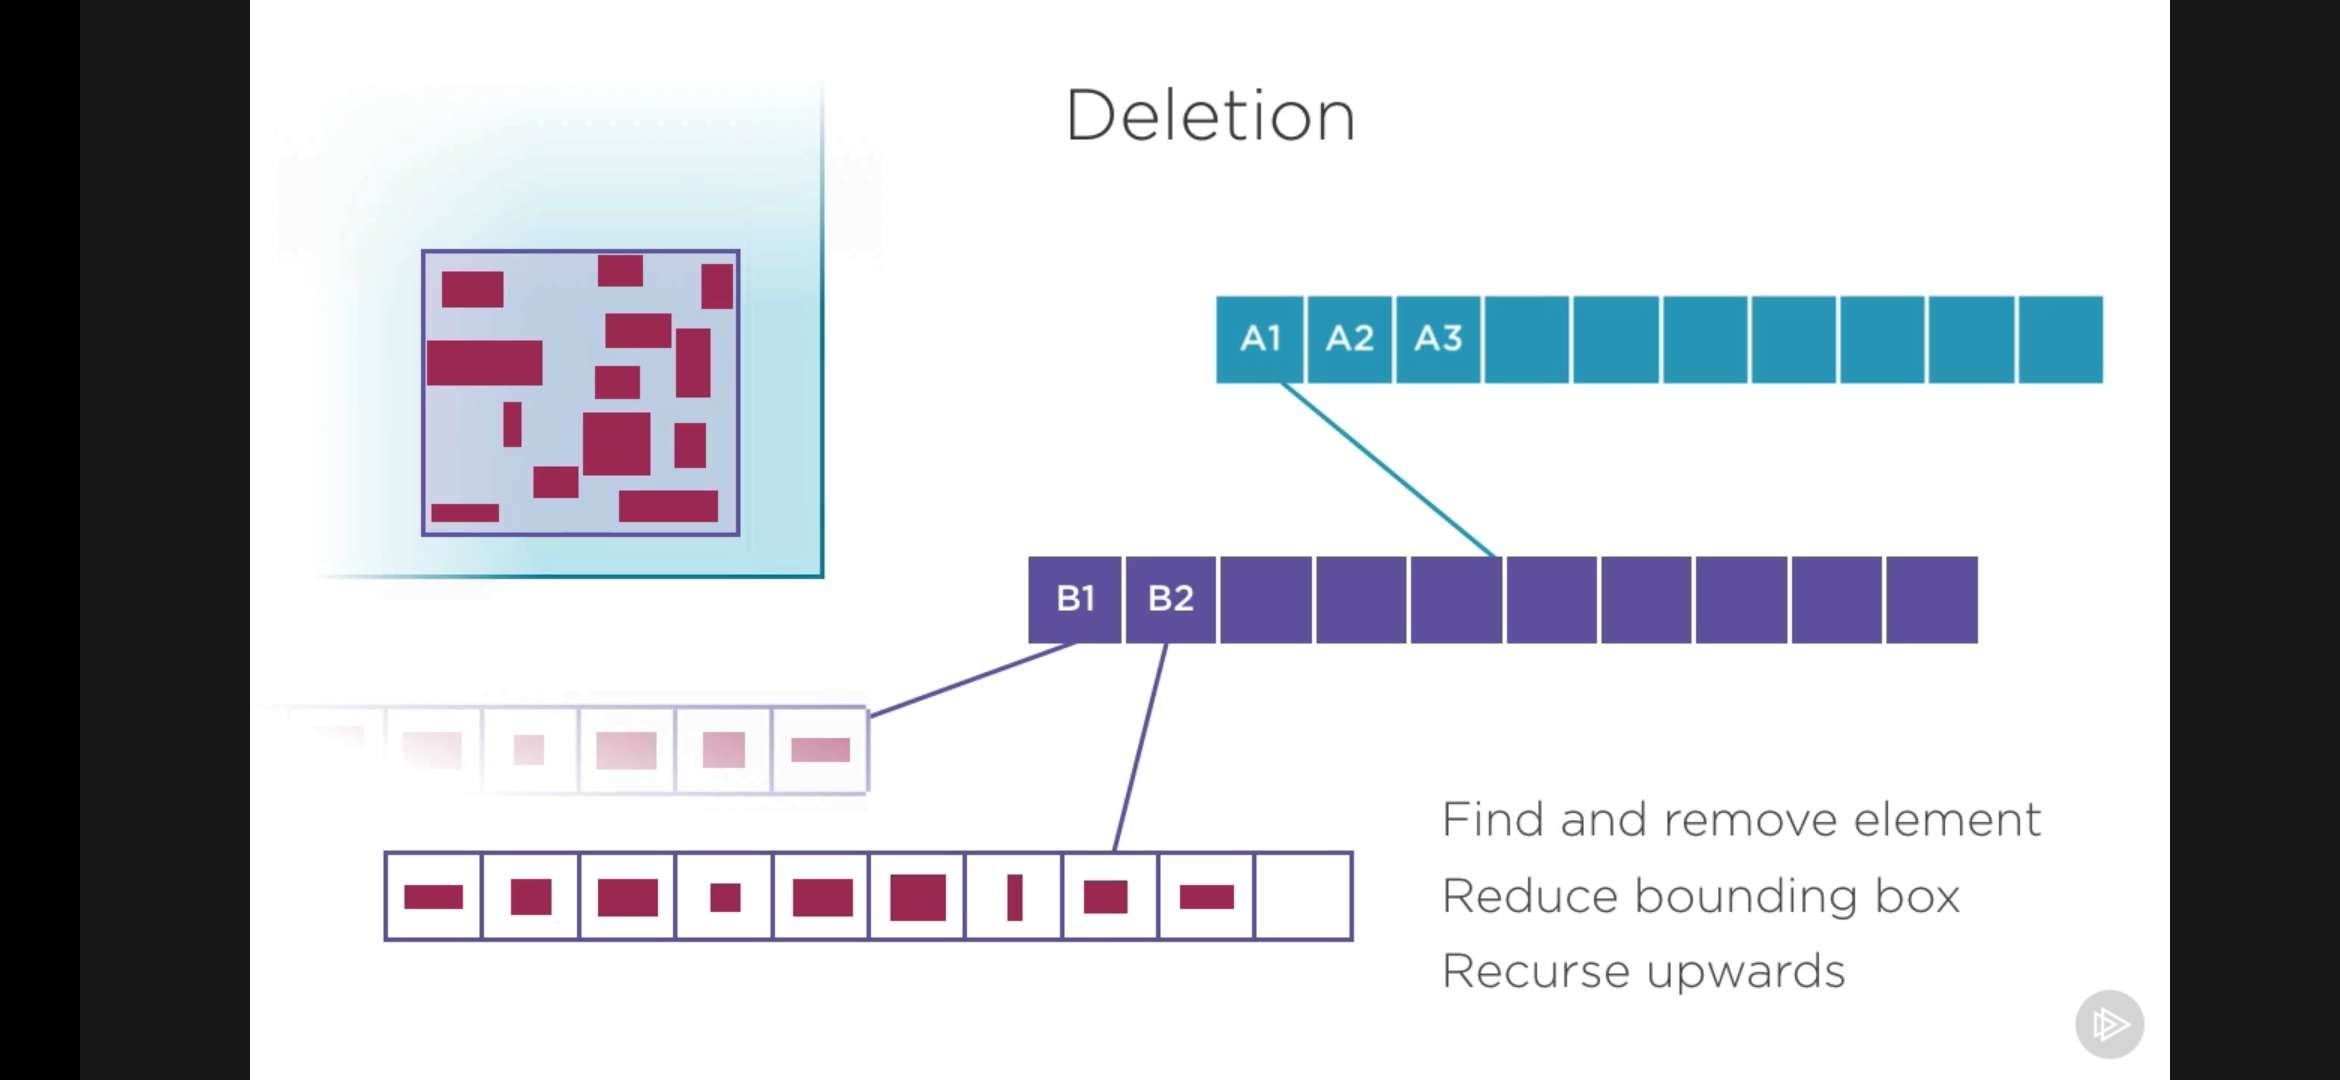 Deletion
A1 A2 A3
B1 B2
Find and remove element
Reduce bounding box
Recurse upwards